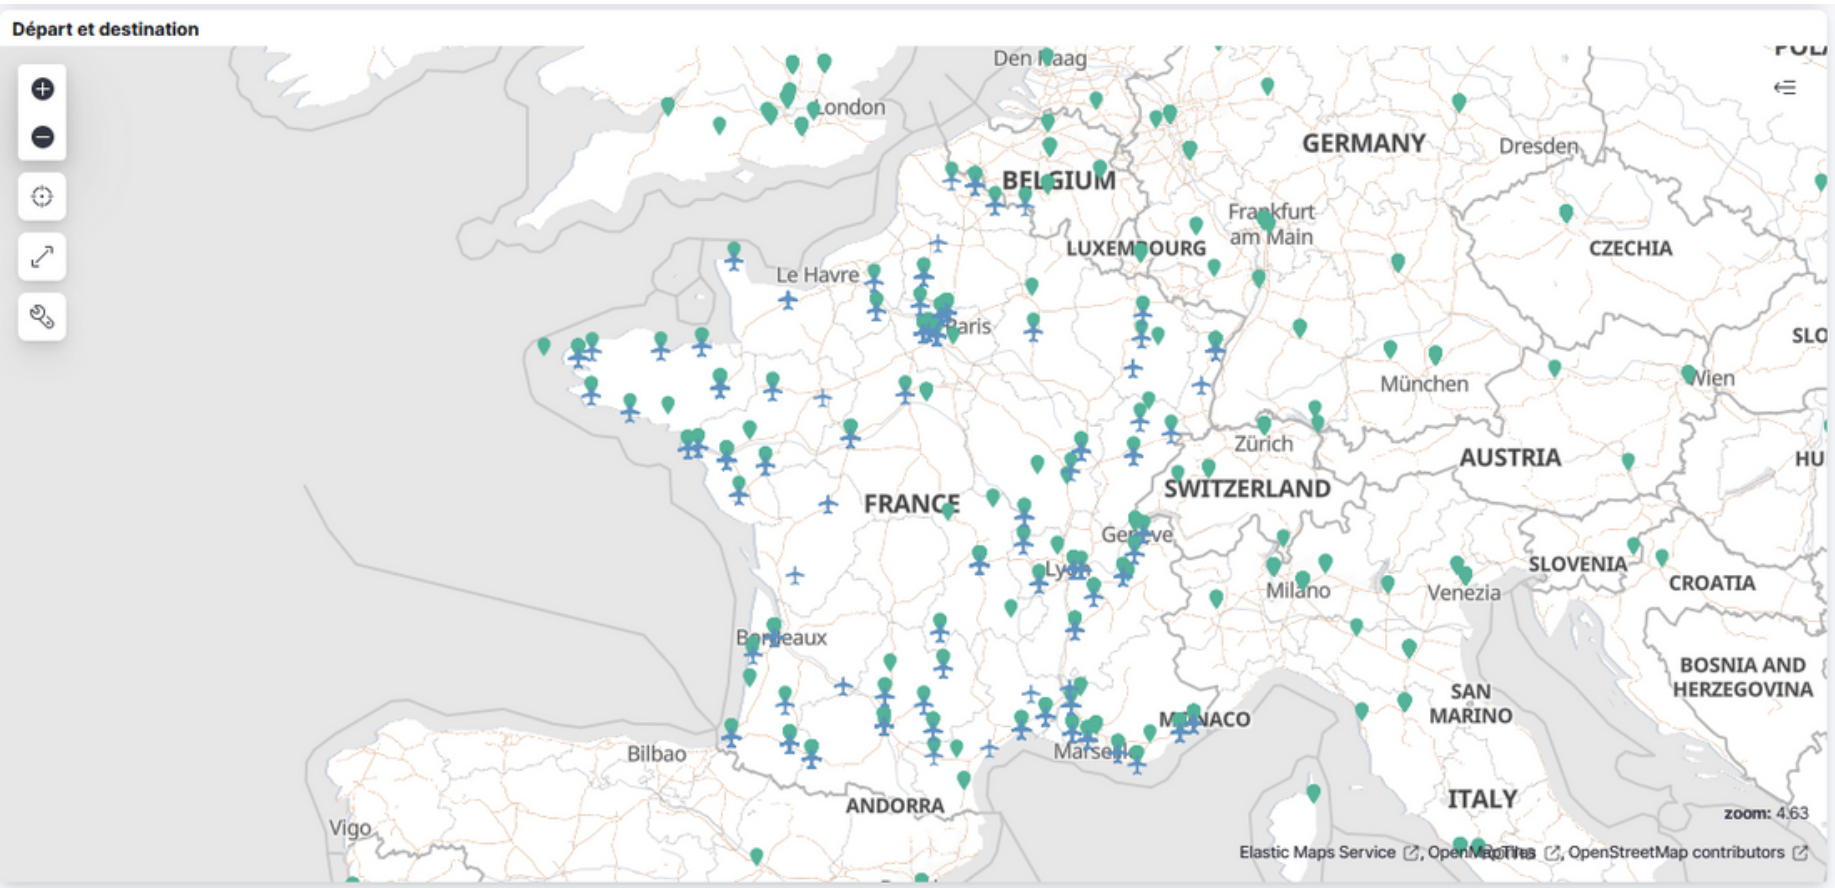 Départ et destination
Den Haag
London
BELGIUM
GERMANY
Dresden
Frankfurt
am Main
LUXEMBOURG
CZECHIA
Le Havre
Paris
SLO
München
Wien
Zürich
AUSTRIA
HU
SWITZERLAND
FRANCE
Genève
Lyon
SLOVENIA
Milano
Venezia
CROATIA
Bordeaux
BOSNIA AND
HERZEGOVINA
SAN
MARINO
MONACO
Bilbao
Marseille
ANDORRA
ITALY
zoom: 4.63
Vigo
Elastic Maps Service , OpenMapTiles , OpenStreetMap contributors